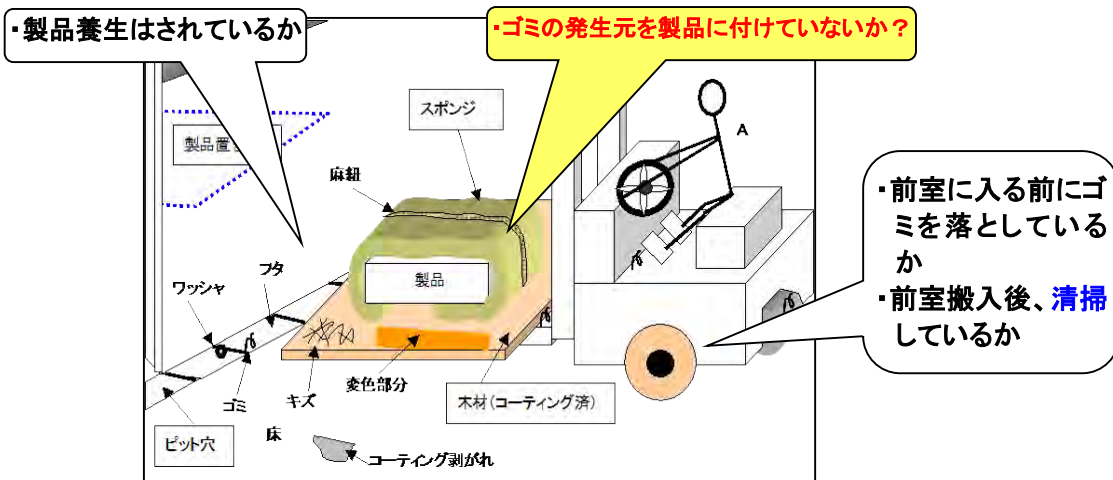 ・製品養生はされているか
・ゴミの発生元を製品に付けていないか？
スポンジ
A
製品置
麻紐
・前室に入る前にゴ
ミを落としている
か
・前室搬入後、清掃
しているか
製品
フタ
ワッシャ
ゴミ
キズ
変色部分
木材(コーティング済)
ピット穴
床
コーティング剥がれ